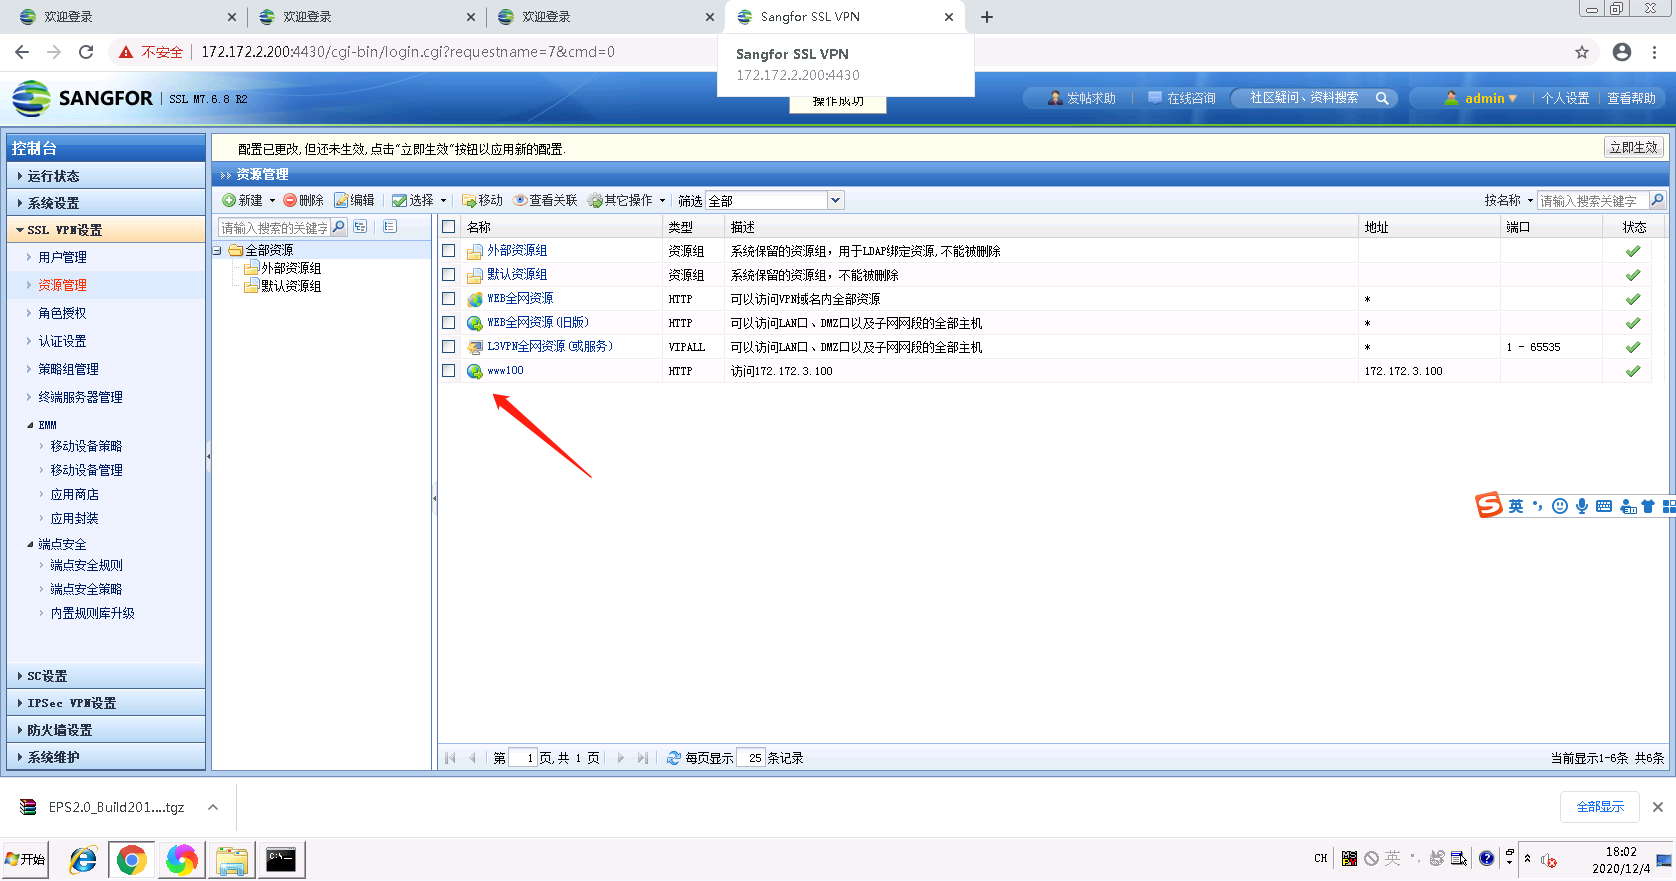 欢迎登录
欢迎登录
欢迎登录
Sangfor SSL VPN
不安全 172.172.2.200:4430/cgi-bin/login.cgi?requestname=7&cmd=0
Sangfor SSL VPN
172.172.2.200:4430
SANGFOR SSL M7.6.8 R2
操作成功
发帖求助 在线咨询 社区疑问、资料搜索 admin 个人设置 查看帮助
控制台
配置已更改,但还未生效,点击"立即生效"按钮以应用新的配置. 立即生效
运行状态
系统设置
SSL VPN设置
用户管理
资源管理
角色授权
认证设置
策略组管理
终端服务器管理
EMM
移动设备策略
移动设备管理
应用商店
应用封装
端点安全
端点安全规则
端点安全策略
内置规则库升级
SC设置
IPSec VPN设置
防火墙设置
系统维护
资源管理
新建 删除 编辑 选择 移动 查看关联 其它操作 筛选 全部 按名称 请输入搜索关键字
请输入搜索的关键字
全部资源
外部资源组
默认资源组
名称 类型 描述 地址 端口 状态
外部资源组 资源组 系统保留的资源组，用于LDAP绑定资源,不能被删除
默认资源组 资源组 系统保留的资源组，不能被删除
WEB全网资源 HTTP 可以访问VPN域名内全部资源 *
WEB全网资源(旧版) HTTP 可以访问LAN口、DMZ口以及子网网段的全部主机 *
L3VPN全网资源(或服务) VIPALL 可以访问LAN口、DMZ口以及子网网段的全部主机 * 1 - 65535
www100 HTTP 访问172.172.3.100 172.172.3.100
英
第 1 页,共 1 页 每页显示 25 条记录 当前显示1-6条 共6条
EPS2.0_Build201....tgz 全部显示
开始 C:\ CH 英 18:02
2020/12/4